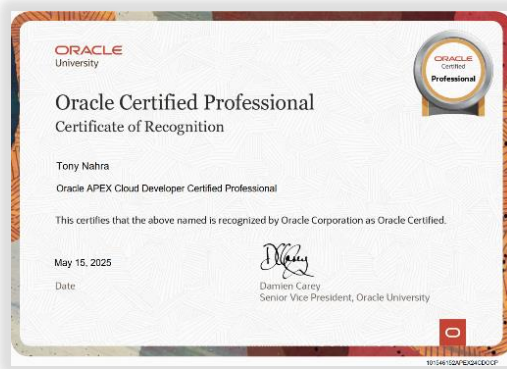 ORACLE
University
ORACLE
Certified
Professional
Oracle Certified Professional
Certificate of Recognition
Tony Nahra
Oracle APEX Cloud Developer Certified Professional
This certifies that the above named is recognized by Oracle Corporation as Oracle Certified.
May 15, 2025
Date
Damien Carey
Senior Vice President, Oracle University